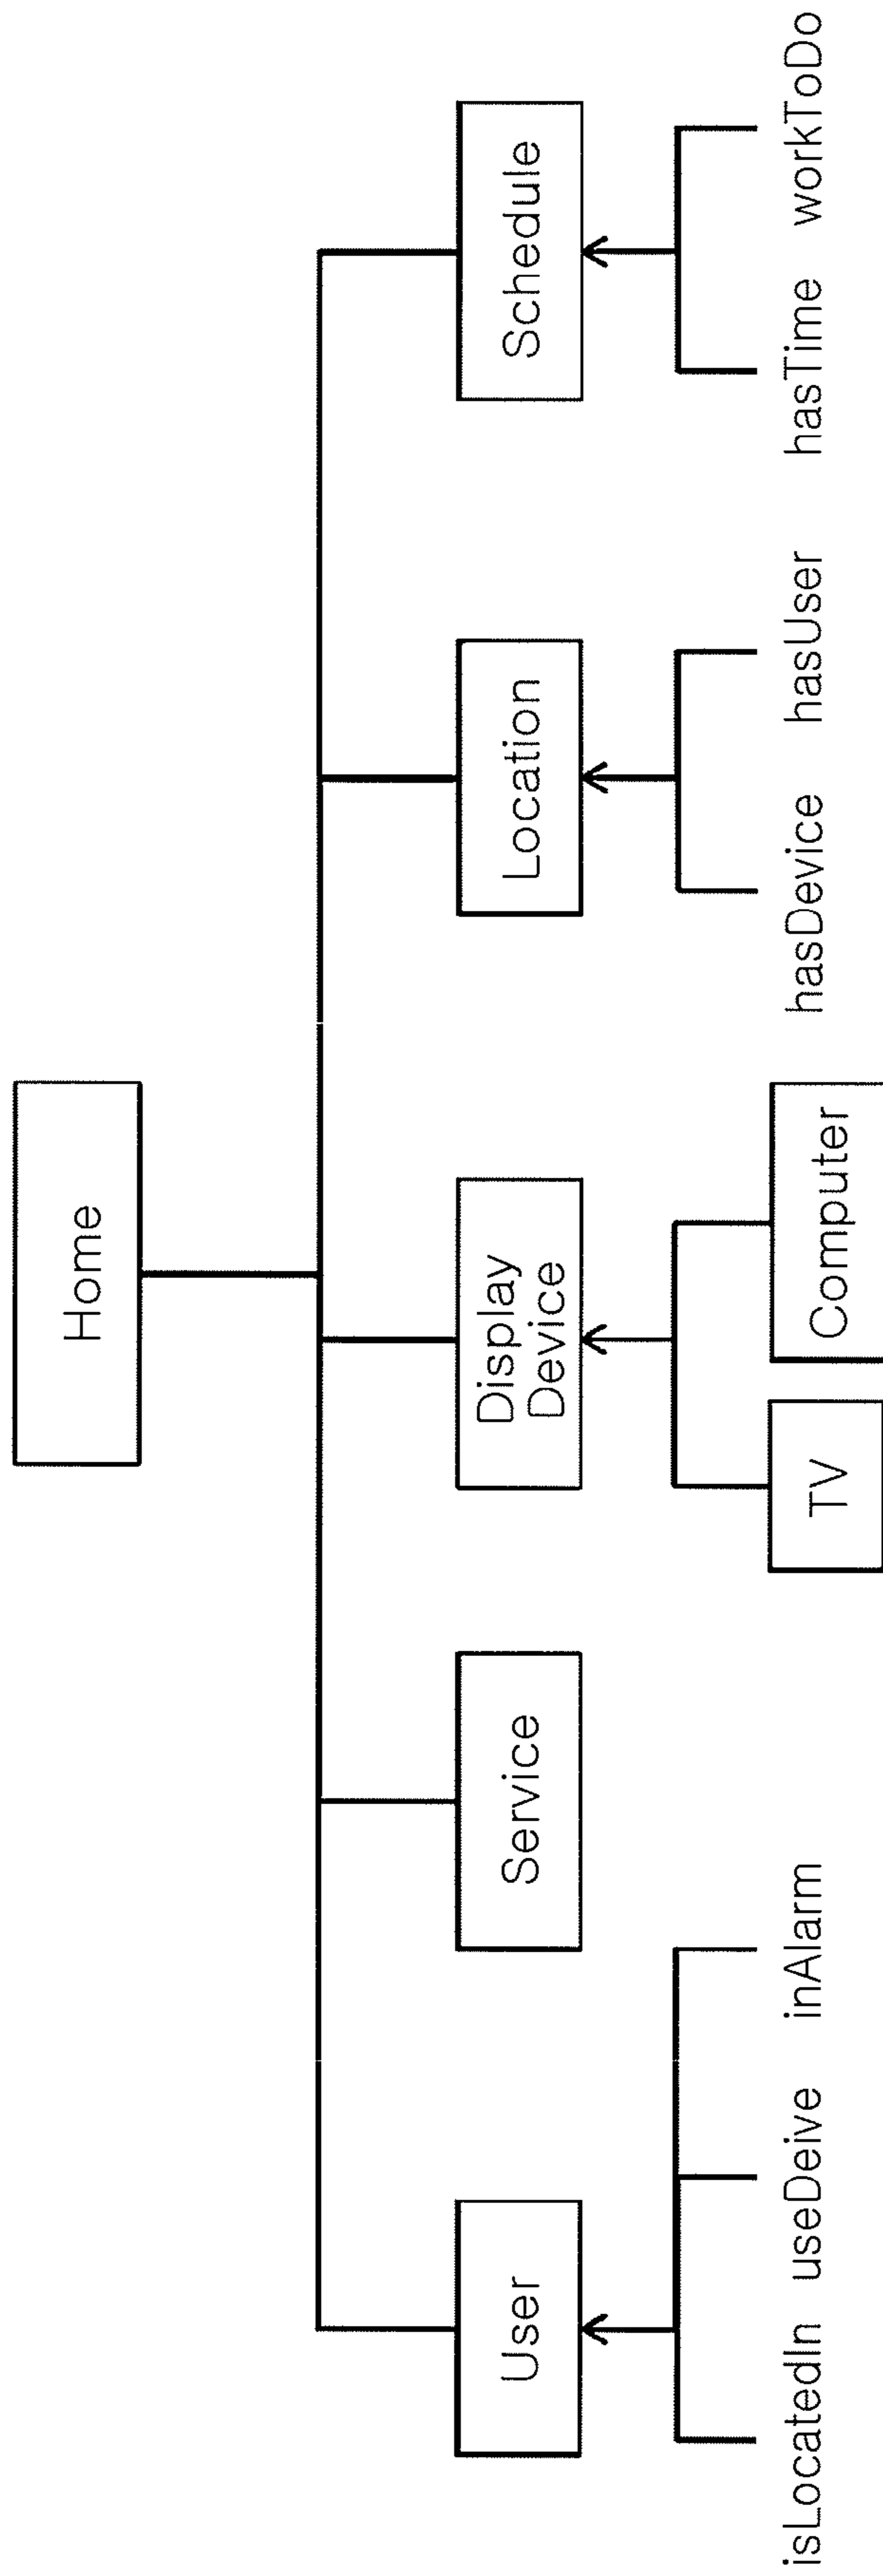 Home
User
Service
Display
Device
Location
Schedule
isLocatedIn
useDeive
inAlarm
TV
Computer
hasDevice
hasUser
hasTime
workToDo